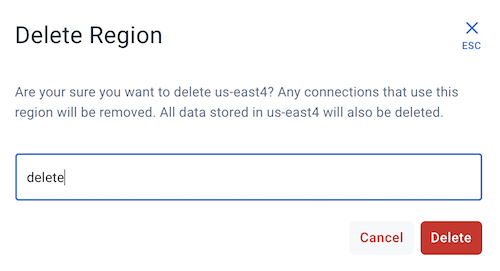 Delete Region
ESC
Are your sure you want to delete us-east4? Any connections that use this
region will be removed. All data stored in us-east4 will also be deleted.
delete
Cancel
Delete